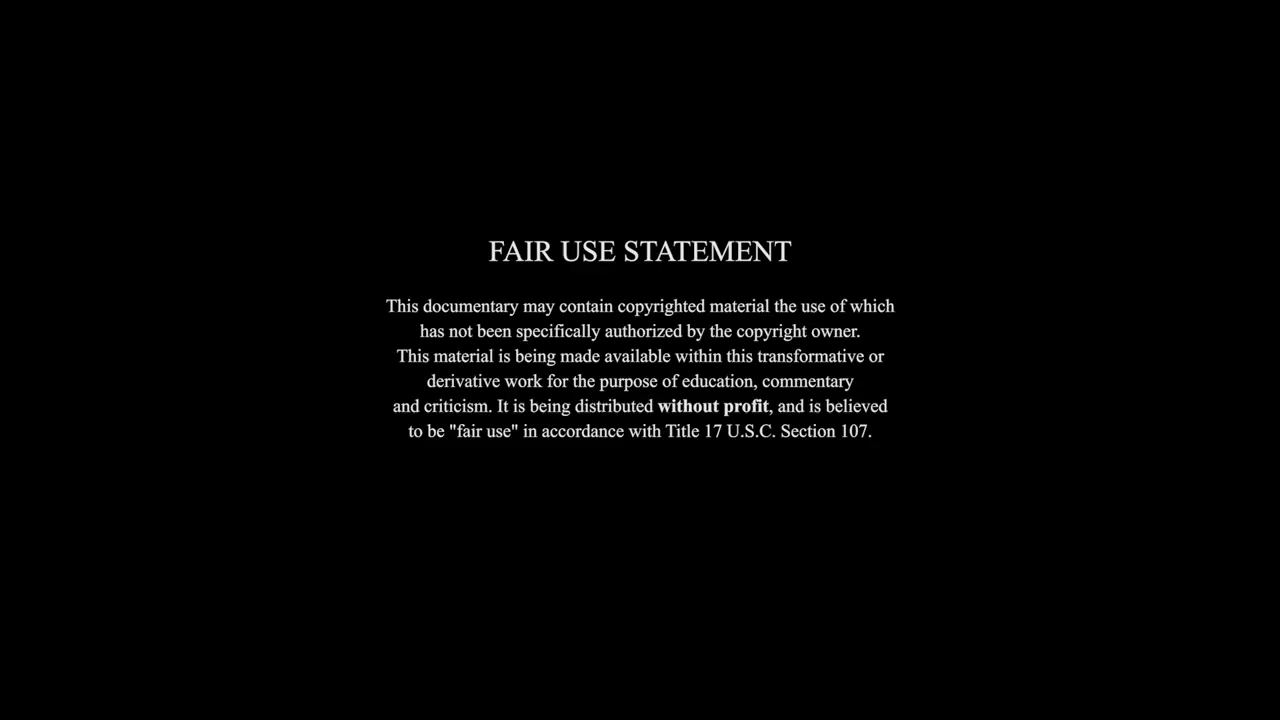 FAIR USE STATEMENT
This documentary may contain copyrighted material the use of which
has not been specifically authorized by the copyright owner.
This material is being made available within this transformative or
derivative work for the purpose of education, commentary
and criticism. It is being distributed without profit, and is believed
to be "fair use" in accordance with Title 17 U.S.C. Section 107.